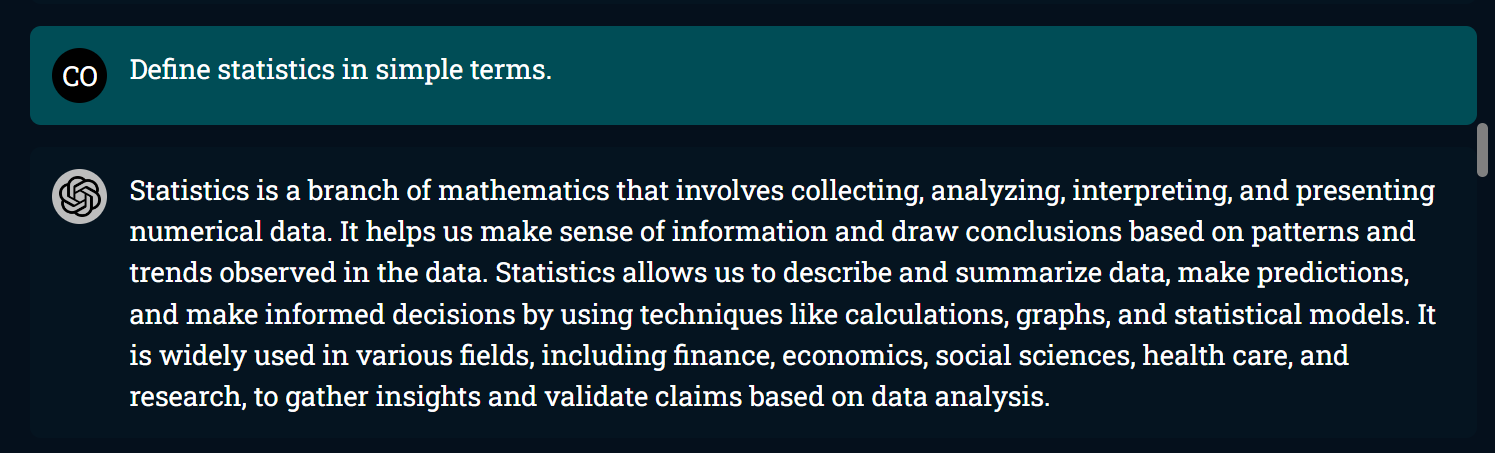 CO
Define statistics in simple terms.
Statistics is a branch of mathematics that involves collecting, analyzing, interpreting, and presenting
numerical data. It helps us make sense of information and draw conclusions based on patterns and
trends observed in the data. Statistics allows us to describe and summarize data, make predictions,
and make informed decisions by using techniques like calculations, graphs, and statistical models. It
is widely used in various fields, including finance, economics, social sciences, health care, and
research, to gather insights and validate claims based on data analysis.